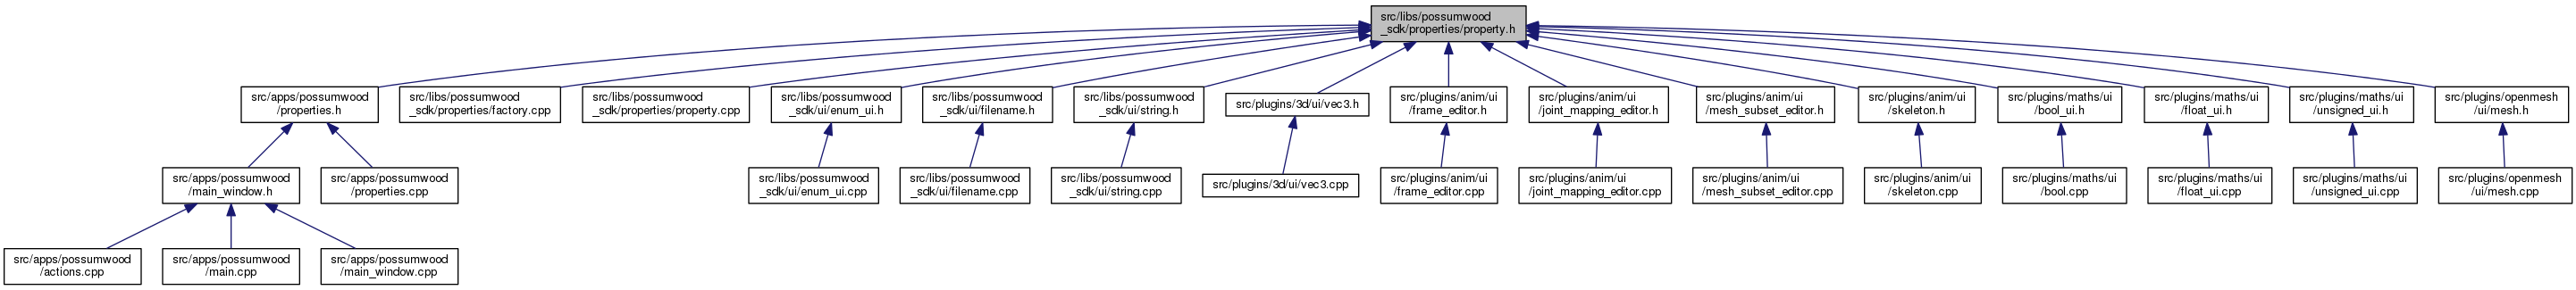 src/libs/possumwood
_sdk/properties/property.h
src/apps/possumwood
/properties.h
src/libs/possumwood
_sdk/properties/factory.cpp
src/libs/possumwood
_sdk/properties/property.cpp
src/libs/possumwood
_sdk/ui/enum_ui.h
src/libs/possumwood
_sdk/ui/filename.h
src/libs/possumwood
_sdk/ui/string.h
src/plugins/3d/ui/vec3.h
src/plugins/anim/ui
/frame_editor.h
src/plugins/anim/ui
/joint_mapping_editor.h
src/plugins/anim/ui
/mesh_subset_editor.h
src/plugins/anim/ui
/skeleton.h
src/plugins/maths/ui
/bool_ui.h
src/plugins/maths/ui
/float_ui.h
src/plugins/maths/ui
/unsigned_ui.h
src/plugins/openmesh
/ui/mesh.h
src/apps/possumwood
/main_window.h
src/apps/possumwood
/properties.cpp
src/libs/possumwood
_sdk/ui/enum_ui.cpp
src/libs/possumwood
_sdk/ui/filename.cpp
src/libs/possumwood
_sdk/ui/string.cpp
src/plugins/3d/ui/vec3.cpp
src/plugins/anim/ui
/frame_editor.cpp
src/plugins/anim/ui
/joint_mapping_editor.cpp
src/plugins/anim/ui
/mesh_subset_editor.cpp
src/plugins/anim/ui
/skeleton.cpp
src/plugins/maths/ui
/bool.cpp
src/plugins/maths/ui
/float_ui.cpp
src/plugins/maths/ui
/unsigned_ui.cpp
src/plugins/openmesh
/ui/mesh.cpp
src/apps/possumwood
/actions.cpp
src/apps/possumwood
/main.cpp
src/apps/possumwood
/main_window.cpp